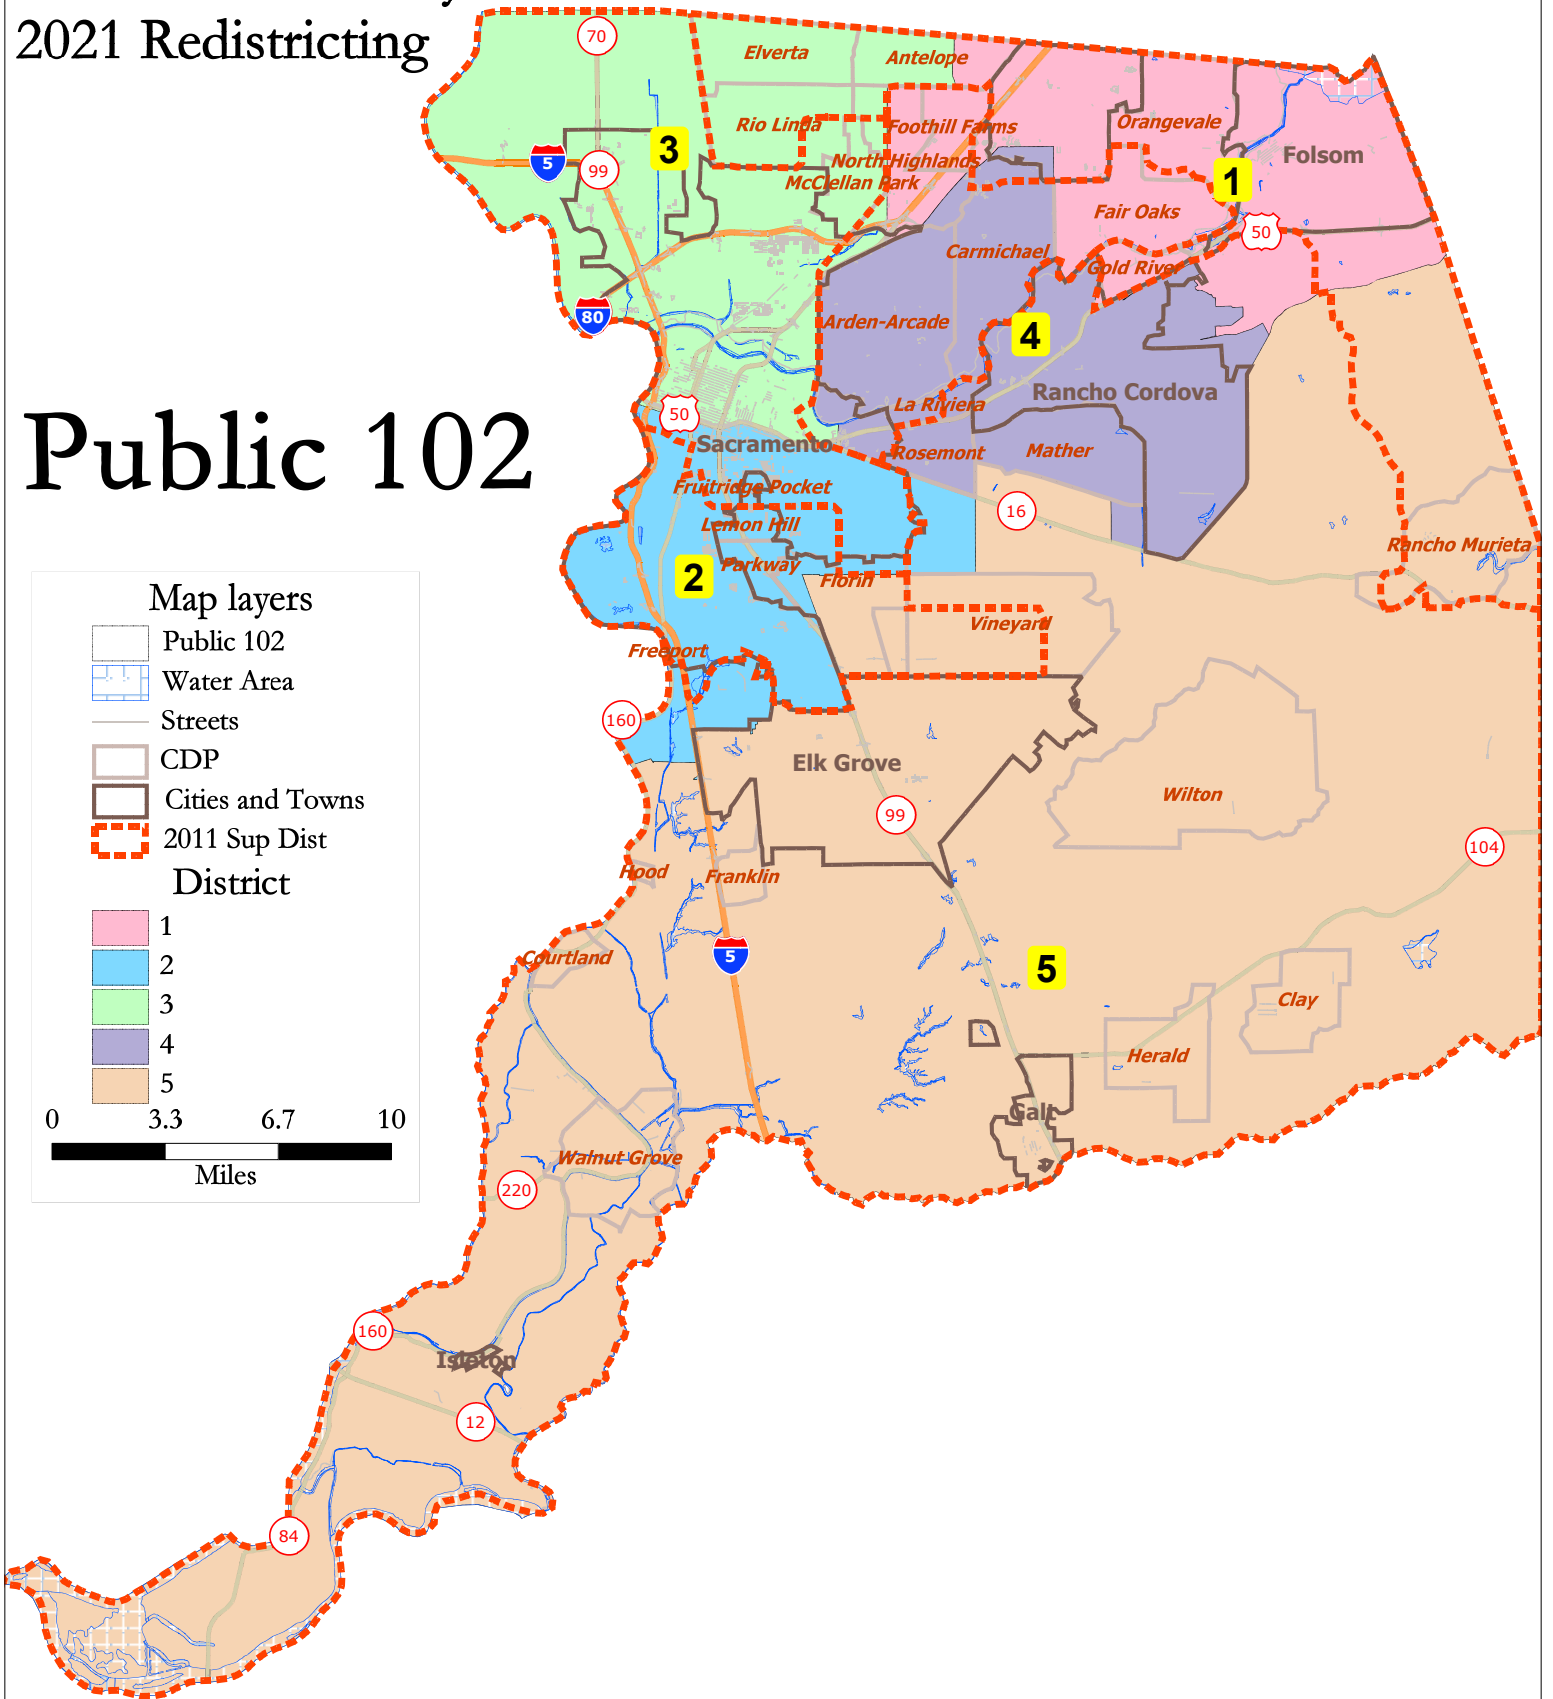 2021 Redistricting
Public 102
Map layers
Public 102
Water Area
Streets
CDP
Cities and Towns
2011 Sup Dist
District
1
2
3
4
5
0 3.3 6.7 10
Miles
70
Elverta
Antelope
Rio Linda
Foothill Farms
Orangevale
3
5
99
North Highlands
Folsom
McClellan Park
1
Fair Oaks
50
Carmichael
Gold River
80
Arden-Arcade
4
Rancho Cordova
La Riviera
50
Sacramento
Rosemont
Mather
Fruitridge Pocket
16
Lemon Hill
Rancho Murieta
Parkway
2
Florin
Vineyard
Freeport
160
Elk Grove
Wilton
99
104
Hood
Franklin
Courtland
5
5
Clay
Herald
Galt
Walnut Grove
220
160
Isleton
12
84